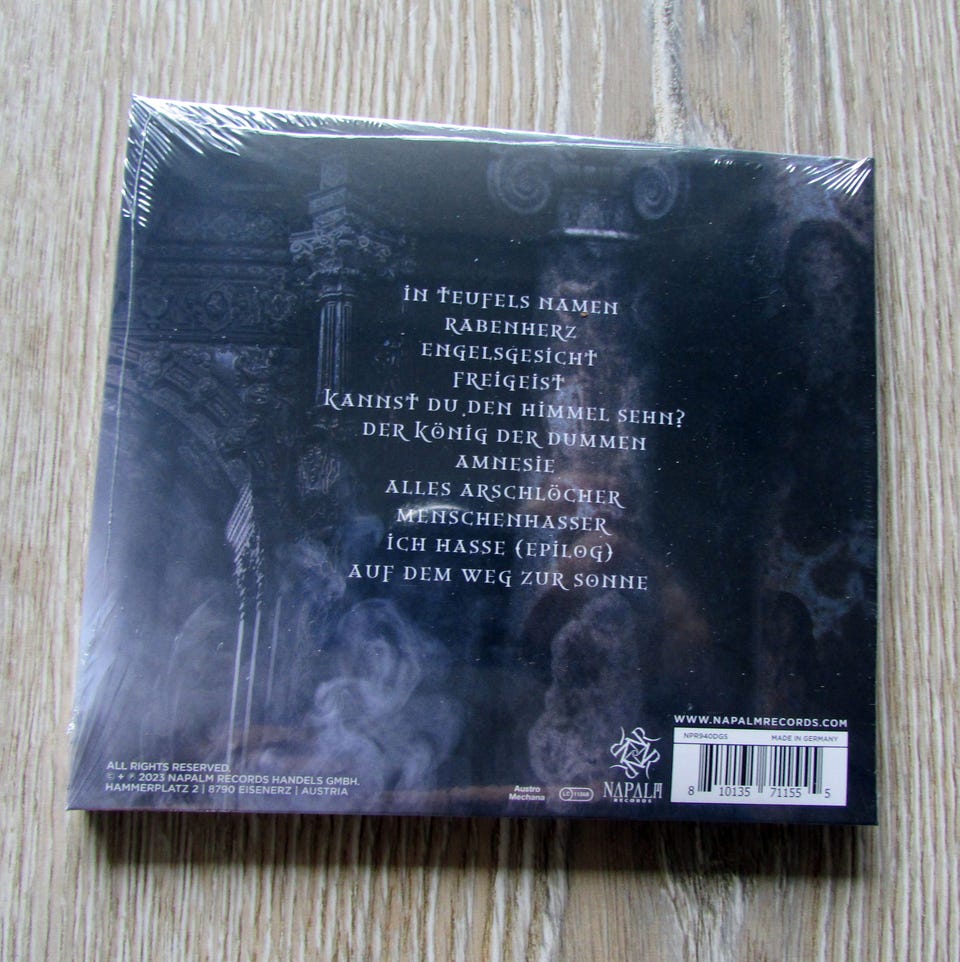 IN TEUFELS NAMEN
RABENHERZ
ENGELSGESICHT
FREIGEIST
KANNST DU DEN HIMMEL SEHN?
DER KÖNIG DER DUMMEN
AMNESIE
ALLES ARSCHLÖCHER
MENSCHENHASSER
ICH HASSE (EPILOG)
AUF DEM WEG ZUR SONNE
WWW.NAPALMRECORDS.COM
NPR940DGS MADE IN GERMANY
8 10135 71155 5
ALL RIGHTS RESERVED.
© + ℗ 2023 NAPALM RECORDS HANDELS GMBH.
HAMMERPLATZ 2 | 8790 EISENERZ | AUSTRIA
Austro
Mechana
LC 11848
NAPALM
RECORDS